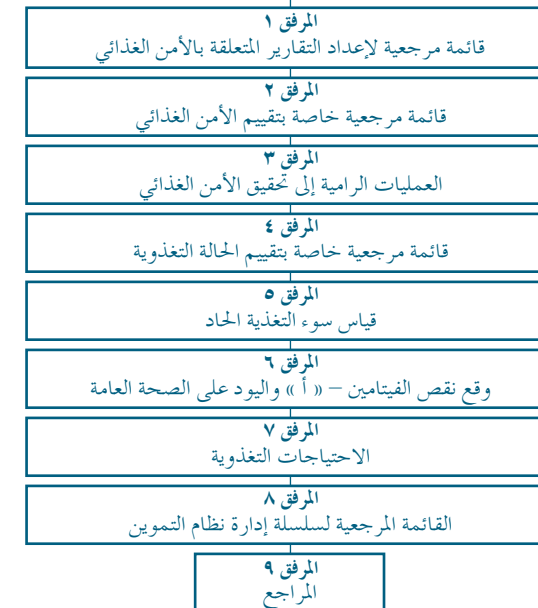 المرفق ١
قائمة مرجعية لإعداد التقارير المتعلقة بالأمن الغذائي
المرفق ٢
قائمة مرجعية خاصة بتقييم الأمن الغذائي
المرفق ٣
العمليات الرامية إلى تحقيق الأمن الغذائي
المرفق ٤
قائمة مرجعية خاصة بتقييم الحالة التغذوية
المرفق ٥
قياس سوء التغذية الحاد
المرفق ٦
وقع نقص الفيتامين – « أ » واليود على الصحة العامة
المرفق ٧
الاحتياجات التغذوية
المرفق ٨
القائمة المرجعية لسلسلة إدارة نظام التموين
المرفق ٩
المراجع